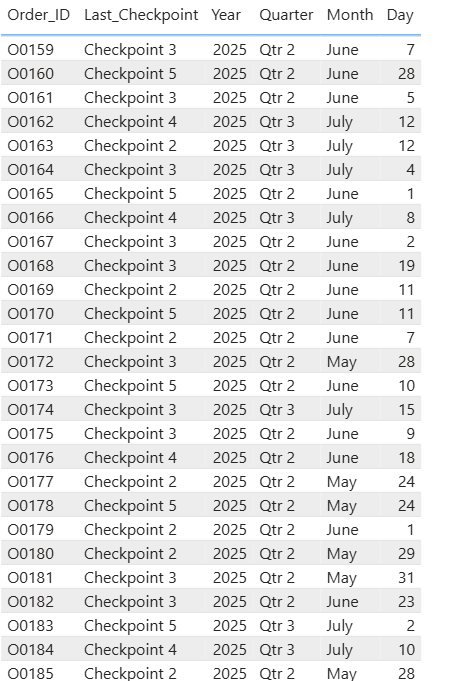 Order_ID Last_Checkpoint Year Quarter Month Day
O0159 Checkpoint 3 2025 Qtr 2 June 7
O0160 Checkpoint 5 2025 Qtr 2 June 28
O0161 Checkpoint 3 2025 Qtr 2 June 5
O0162 Checkpoint 4 2025 Qtr 3 July 12
O0163 Checkpoint 2 2025 Qtr 3 July 12
O0164 Checkpoint 3 2025 Qtr 3 July 4
O0165 Checkpoint 5 2025 Qtr 2 June 1
O0166 Checkpoint 4 2025 Qtr 3 July 8
O0167 Checkpoint 3 2025 Qtr 2 June 2
O0168 Checkpoint 3 2025 Qtr 2 June 19
O0169 Checkpoint 2 2025 Qtr 2 June 11
O0170 Checkpoint 5 2025 Qtr 2 June 11
O0171 Checkpoint 2 2025 Qtr 2 June 7
O0172 Checkpoint 3 2025 Qtr 2 May 28
O0173 Checkpoint 5 2025 Qtr 2 June 10
O0174 Checkpoint 3 2025 Qtr 3 July 15
O0175 Checkpoint 3 2025 Qtr 2 June 9
O0176 Checkpoint 4 2025 Qtr 2 June 18
O0177 Checkpoint 2 2025 Qtr 2 May 24
O0178 Checkpoint 5 2025 Qtr 2 May 24
O0179 Checkpoint 2 2025 Qtr 2 June 1
O0180 Checkpoint 2 2025 Qtr 2 May 29
O0181 Checkpoint 3 2025 Qtr 2 May 31
O0182 Checkpoint 3 2025 Qtr 2 June 23
O0183 Checkpoint 5 2025 Qtr 3 July 2
O0184 Checkpoint 4 2025 Qtr 3 July 10
O0185 Checkpoint 2 2025 Qtr 2 May 28